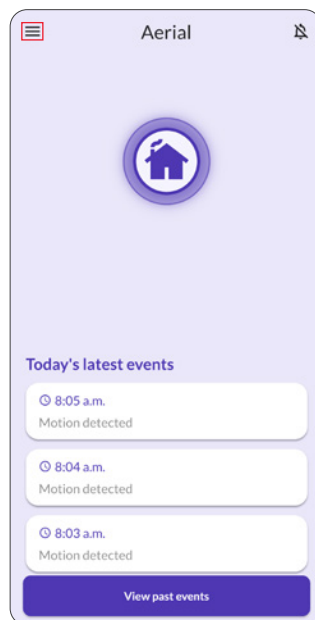 Aerial
Today's latest events
8:05 a.m.
Motion detected
8:04 a.m.
Motion detected
8:03 a.m.
Motion detected
View past events